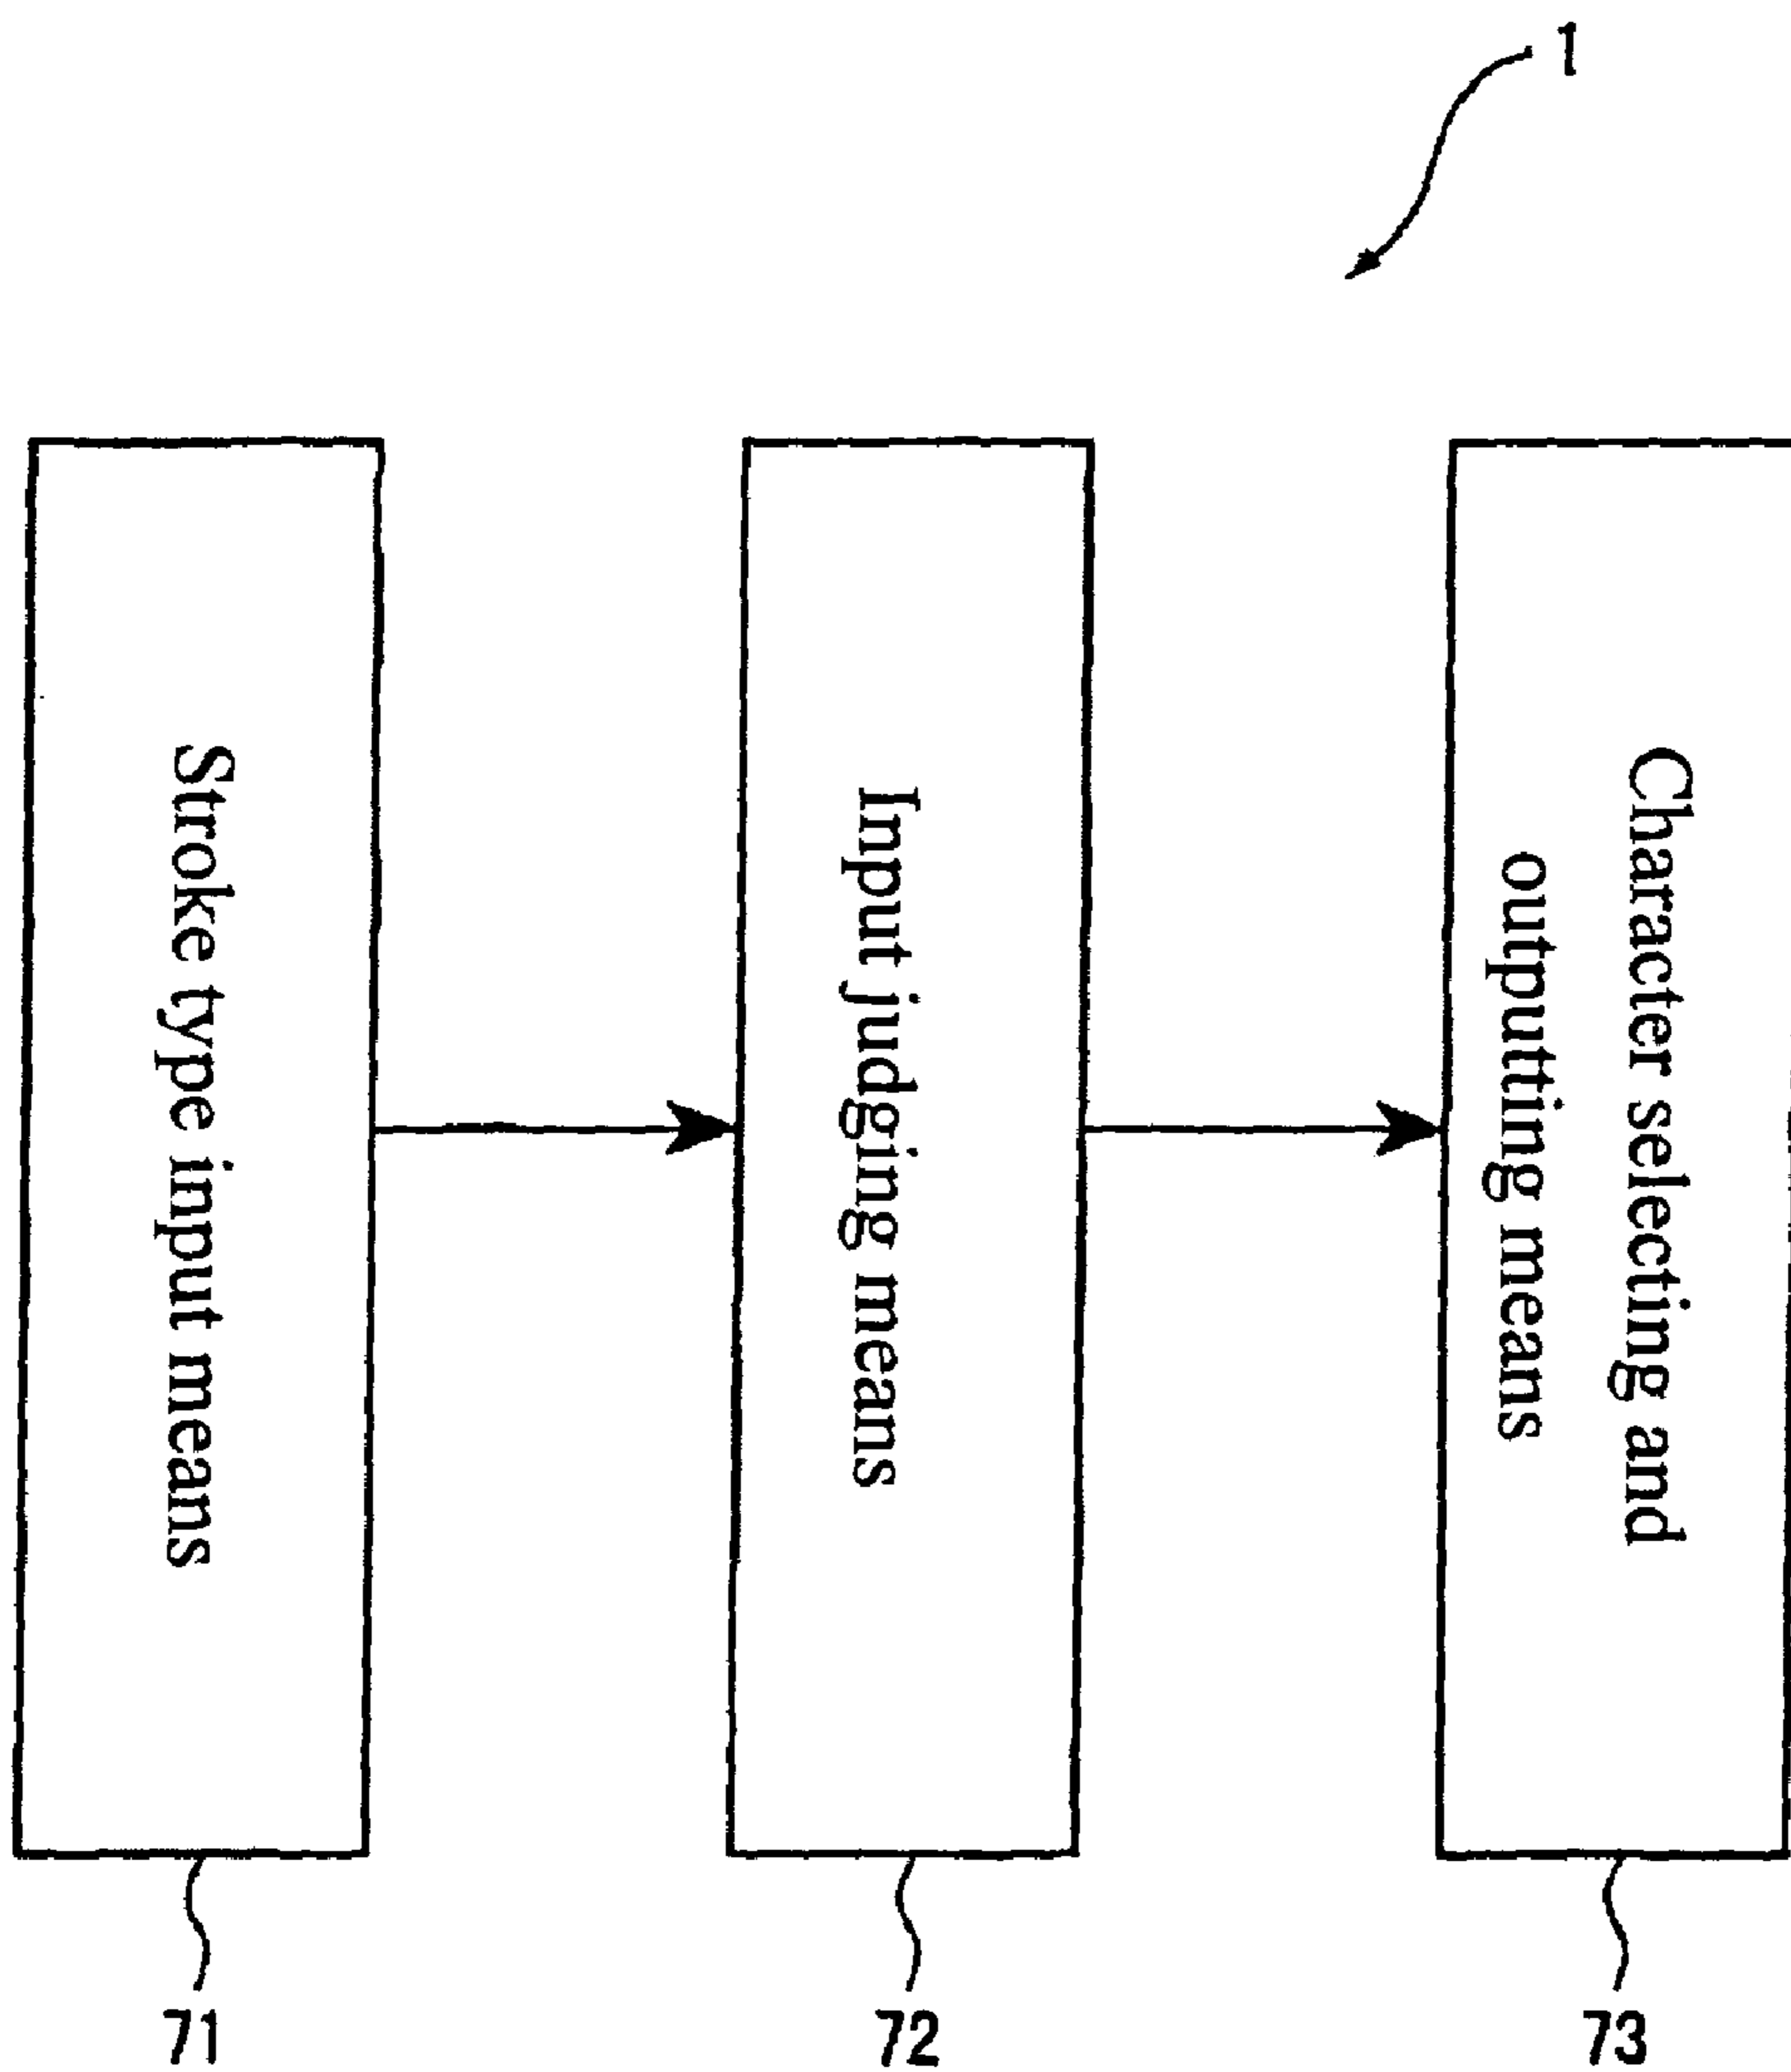 1
Stroke type input means
Input judging means
Character selecting and
outputting means
71
72
73